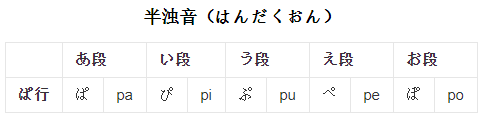 半浊音（はんだくおん）
あ段 い段 う段 え段 お段
ぱ行 ぱ pa ぴ pi ぷ pu ぺ pe ぽ po